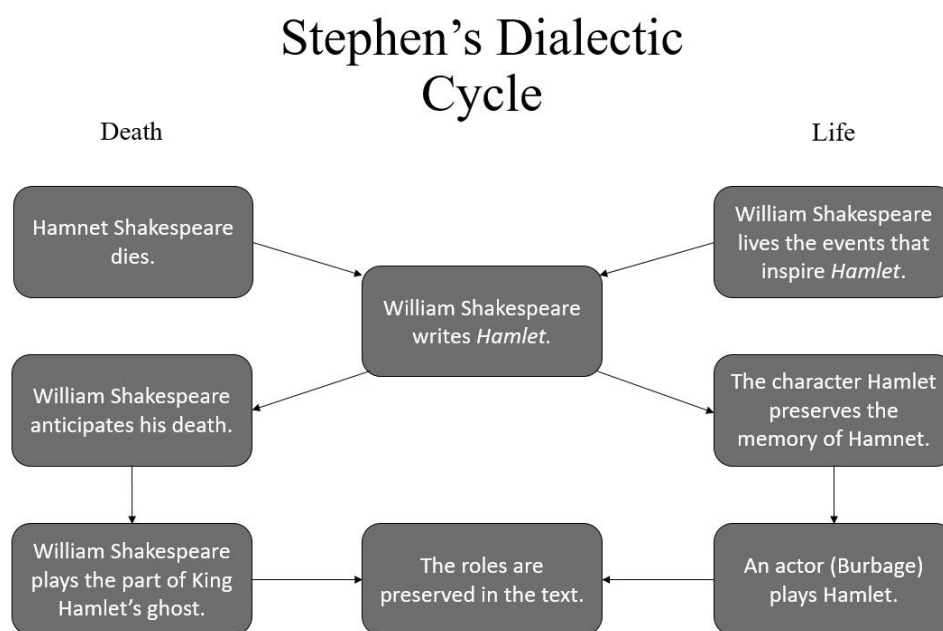 Stephen's Dialectic
Cycle
Death
Life
Hamnet Shakespeare
dies.
William Shakespeare
lives the events that
inspire Hamlet.
William Shakespeare
writes Hamlet.
William Shakespeare
anticipates his death.
The character Hamlet
preserves the
memory of Hamnet.
William Shakespeare
plays the part of King
Hamlet's ghost.
The roles are
preserved in the text.
An actor (Burbage)
plays Hamlet.